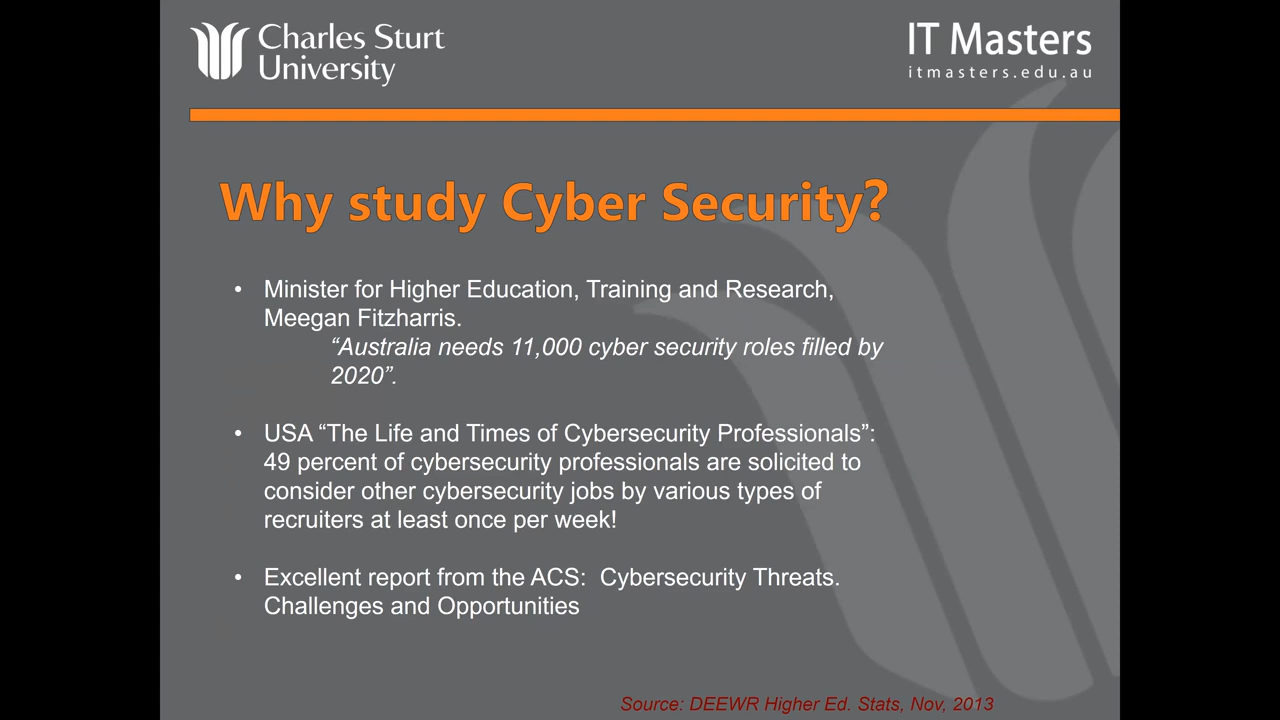 Charles Sturt
University
IT Masters
itmasters.edu.au
Why study Cyber Security?
• Minister for Higher Education, Training and Research,
Meegan Fitzharris.
“Australia needs 11,000 cyber security roles filled by
2020”.
• USA “The Life and Times of Cybersecurity Professionals”:
49 percent of cybersecurity professionals are solicited to
consider other cybersecurity jobs by various types of
recruiters at least once per week!
• Excellent report from the ACS:  Cybersecurity Threats.
Challenges and Opportunities
Source: DEEWR Higher Ed. Stats, Nov, 2013